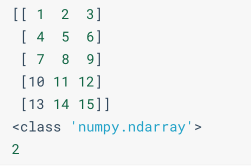 [[ 1  2  3]
 [ 4  5  6]
 [ 7  8  9]
 [10 11 12]
 [13 14 15]]
<class 'numpy.ndarray'>
2